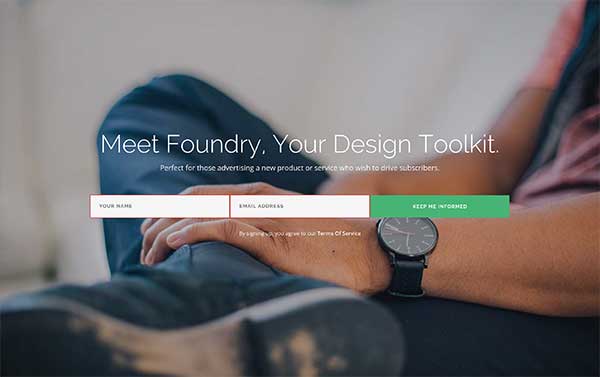 Meet Foundry, Your Design Toolkit.
Perfect for those advertising a new product or service who wish to drive subscribers.
YOUR NAME
EMAIL ADDRESS
KEEP ME INFORMED
By signing up, you agree to our Terms Of Service